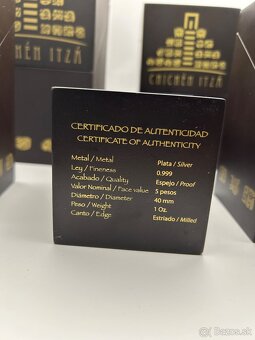 CHICHÉN ITZÁ
CHICHÉN ITZÁ
CERTIFICADO DE AUTENTICIDAD
CERTIFICATE OF AUTHENTICITY
Metal / Metal Plata / Silver
Ley / Fineness 0.999
Acabado / Quality Espejo / Proof
Valor Nominal / Face value 5 pesos
Diámetro / Diameter 40 mm
Peso / Weight 1 Oz.
Canto / Edge Estriado / Milled
bazos.sk